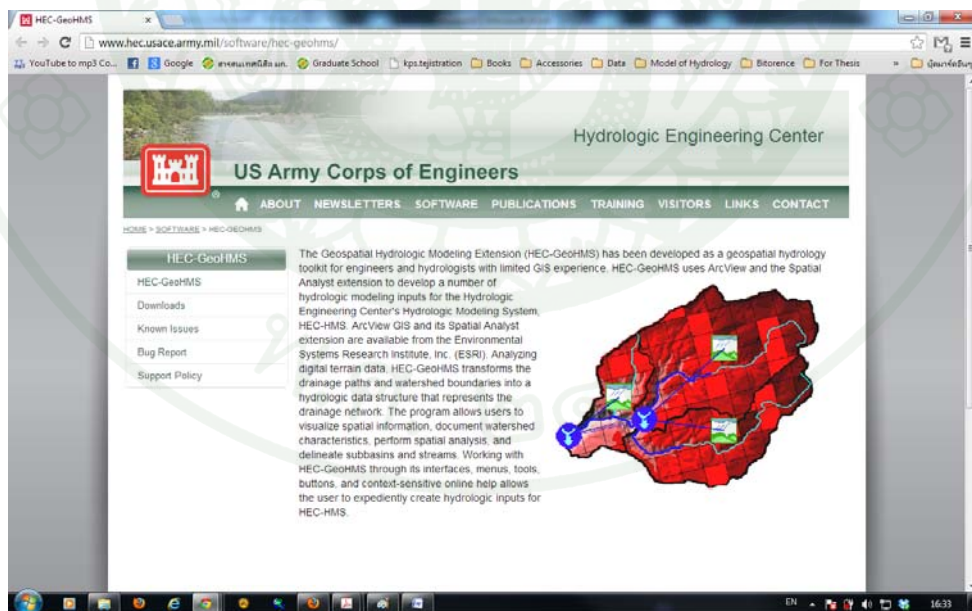 HEC-GeoHMS
www.hec.usace.army.mil/software/hec-geohms/
YouTube to mp3 Co... Google Graduate School kps.tejistration Books Accessories Data Model of Hydrology Bitorence For Thesis »
Hydrologic Engineering Center
US Army Corps of Engineers
ABOUT NEWSLETTERS SOFTWARE PUBLICATIONS TRAINING VISITORS LINKS CONTACT
HOME > SOFTWARE > HEC-GEOHMS
HEC-GeoHMS
HEC-GeoHMS
Downloads
Known Issues
Bug Report
Support Policy
The Geospatial Hydrologic Modeling Extension (HEC-GeoHMS) has been developed as a geospatial hydrology
toolkit for engineers and hydrologists with limited GIS experience. HEC-GeoHMS uses ArcView and the Spatial
Analyst extension to develop a number of
hydrologic modeling inputs for the Hydrologic
Engineering Center's Hydrologic Modeling System,
HEC-HMS. ArcView GIS and its Spatial Analyst
extension are available from the Environmental
Systems Research Institute, Inc. (ESRI). Analyzing
digital terrain data, HEC-GeoHMS transforms the
drainage paths and watershed boundaries into a
hydrologic data structure that represents the
drainage network. The program allows users to
visualize spatial information, document watershed
characteristics, perform spatial analysis, and
delineate subbasins and streams. Working with
HEC-GeoHMS through its interfaces, menus, tools,
buttons, and context-sensitive online help allows
the user to expediently create hydrologic inputs for
HEC-HMS.
EN 16:33